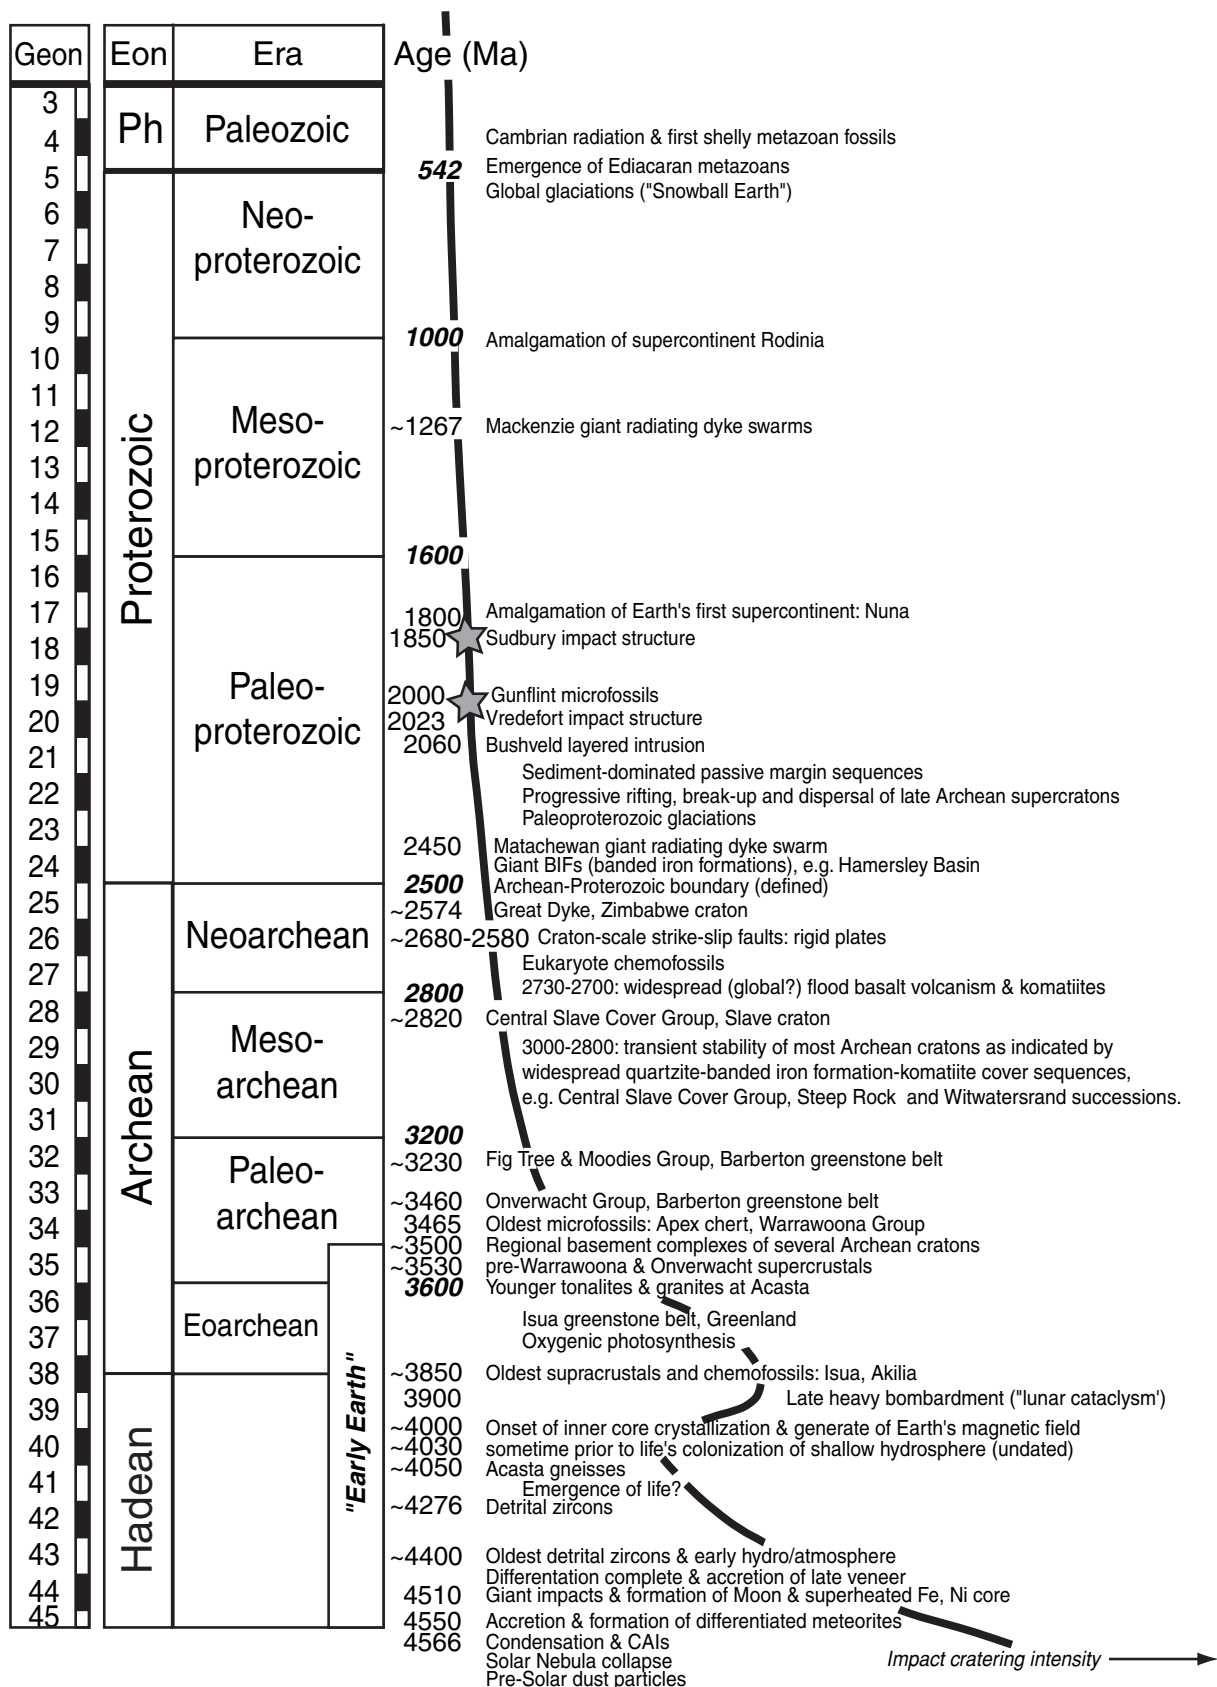 Geon Eon Era Age (Ma)
3
Ph Paleozoic
4
Cambrian radiation & first shelly metazoan fossils
542 Emergence of Ediacaran metazoans
5
Global glaciations ("Snowball Earth")
6
Neo-
proterozoic
7
8
9
1000 Amalgamation of supercontinent Rodinia
10
11
Proterozoic
Meso-
proterozoic
12
~1267 Mackenzie giant radiating dyke swarms
13
14
15
1600
16
17
1800 Amalgamation of Earth's first supercontinent: Nuna
1850 Sudbury impact structure
18
19
Paleo-
proterozoic
2000 Gunflint microfossils
20
2023 Vredefort impact structure
2060 Bushveld layered intrusion
21
Sediment-dominated passive margin sequences
22
Progressive rifting, break-up and dispersal of late Archean supercratons
Paleoproterozoic glaciations
23
2450 Matachewan giant radiating dyke swarm
24
Giant BIFs (banded iron formations), e.g. Hamersley Basin
2500 Archean-Proterozoic boundary (defined)
25
~2574 Great Dyke, Zimbabwe craton
26
Neoarchean
~2680-2580 Craton-scale strike-slip faults: rigid plates
Eukaryote chemofossils
27
2730-2700: widespread (global?) flood basalt volcanism & komatiites
2800
28
~2820 Central Slave Cover Group, Slave craton
Archean
Meso-
archean
29
3000-2800: transient stability of most Archean cratons as indicated by
widespread quartzite-banded iron formation-komatiite cover sequences,
30
e.g. Central Slave Cover Group, Steep Rock and Witwatersrand successions.
31
3200
32
~3230 Fig Tree & Moodies Group, Barberton greenstone belt
Paleo-
archean
33
~3460 Onverwacht Group, Barberton greenstone belt
34
3465 Oldest microfossils: Apex chert, Warrawoona Group
~3500 Regional basement complexes of several Archean cratons
35
~3530 pre-Warrawoona & Onverwacht supercrustals
3600 Younger tonalites & granites at Acasta
36
Eoarchean
Isua greenstone belt, Greenland
37
Oxygenic photosynthesis
38
~3850 Oldest supracrustals and chemofossils: Isua, Akilia
3900 Late heavy bombardment ("lunar cataclysm')
39
"Early Earth"
Hadean
~4000 Onset of inner core crystallization & generate of Earth's magnetic field
40
~4030 sometime prior to life's colonization of shallow hydrosphere (undated)
~4050 Acasta gneisses
41
Emergence of life?
~4276 Detrital zircons
42
43
~4400 Oldest detrital zircons & early hydro/atmosphere
Differentation complete & accretion of late veneer
44
4510 Giant impacts & formation of Moon & superheated Fe, Ni core
45
4550 Accretion & formation of differentiated meteorites
4566 Condensation & CAIs
Solar Nebula collapse
Impact cratering intensity
Pre-Solar dust particles